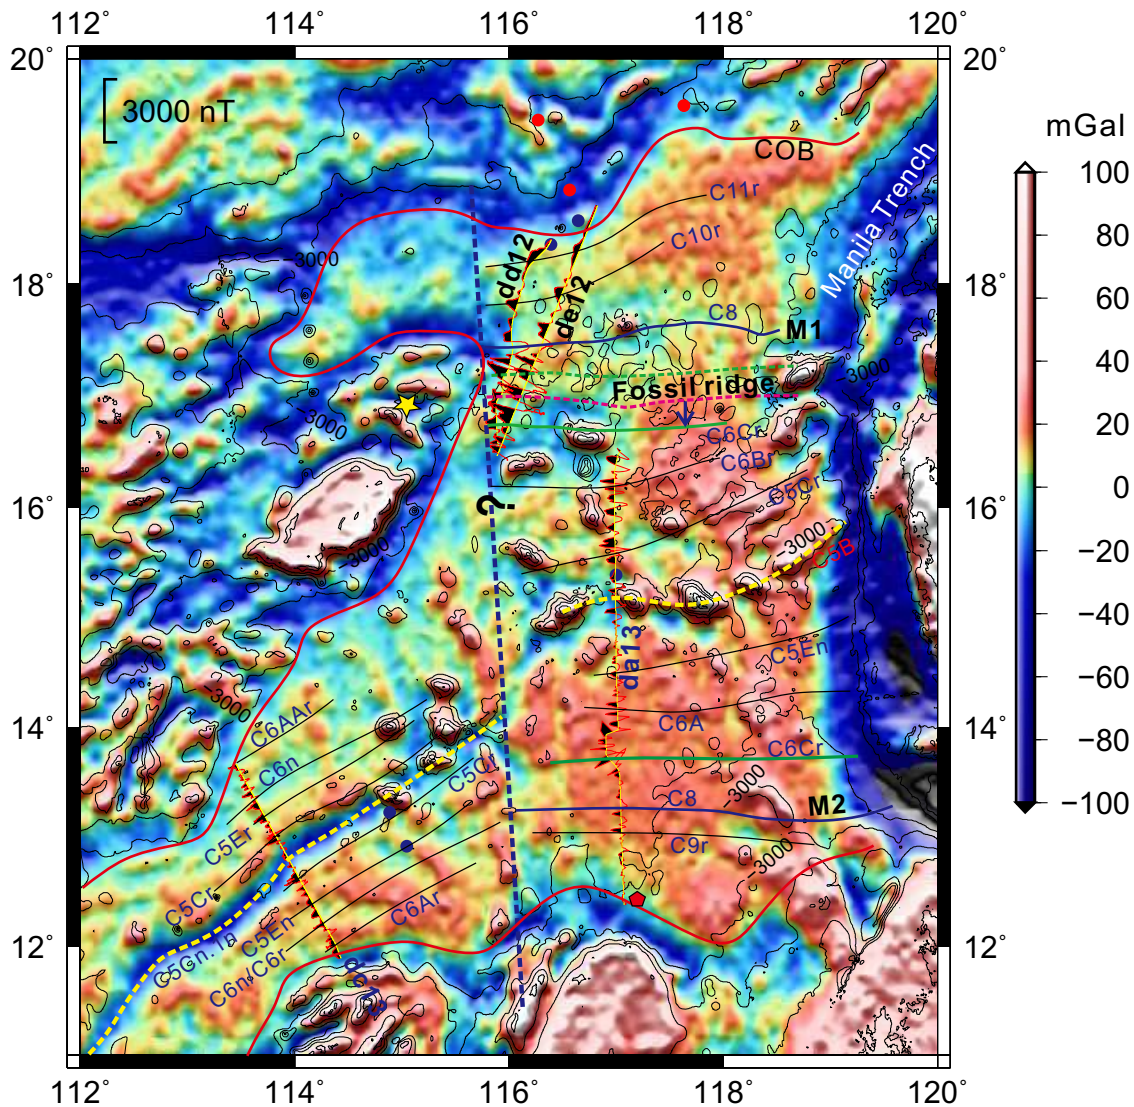 112° 114° 116° 118° 120°
20° 20°
3000 nT
mGal
COB
100
Manila Trench
C11r
80
C10r
dd12
−3000
18° 18°
60
de12
C8
M1
40
−3000
Fossil ridge
−3000
20
C6Cr
C6Br
0
C5Cr
16° 16°
?
−3000
−3000
−20
C5B
−40
da13
C5En
−60
−3000
C6AAr
C6A
14° 14°
C6Cr
−80
C6n
C5Cr
−3000
C8
M2
−100
C5Er
C9r
−3000
C5Cr
C6Ar
C5En
12° 12°
C6n/C6r
112° 114° 116° 118° 120°